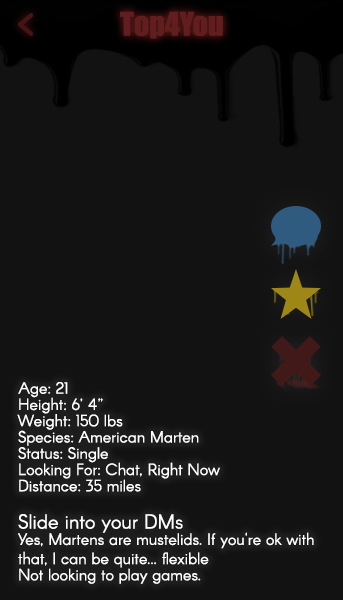 Top4You
Age: 21
Height: 6' 4"
Weight: 150 lbs
Species: American Marten
Status: Single
Looking For: Chat, Right Now
Distance: 35 miles
Slide into your DMs
Yes, Martens are mustelids. If you're ok with
that, I can be quite... flexible
Not looking to play games.